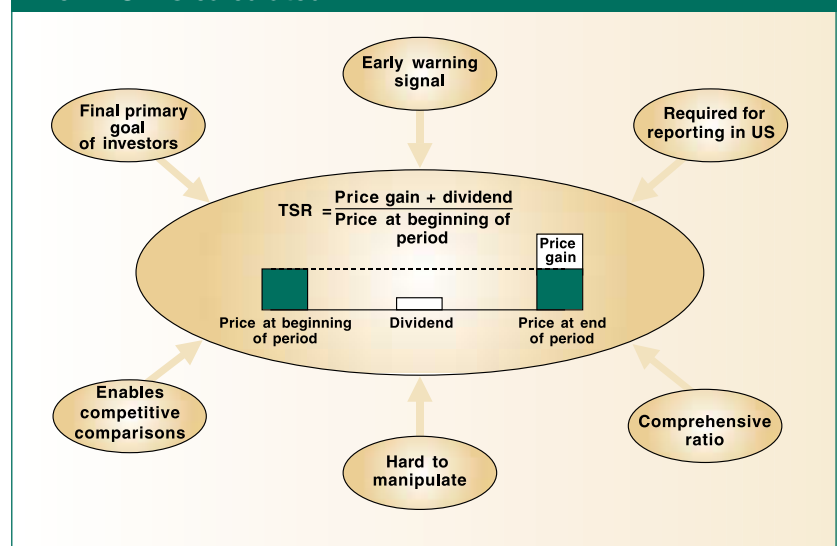 Early warning
signal
Final primary
goal
of investors
Required for
reporting in US
TSR = Price gain + dividend
Price at beginning of
period
Price
gain
Price at beginning
of period
Dividend
Price at end
of period
Enables
competitive
comparisons
Hard to
manipulate
Comprehensive
ratio